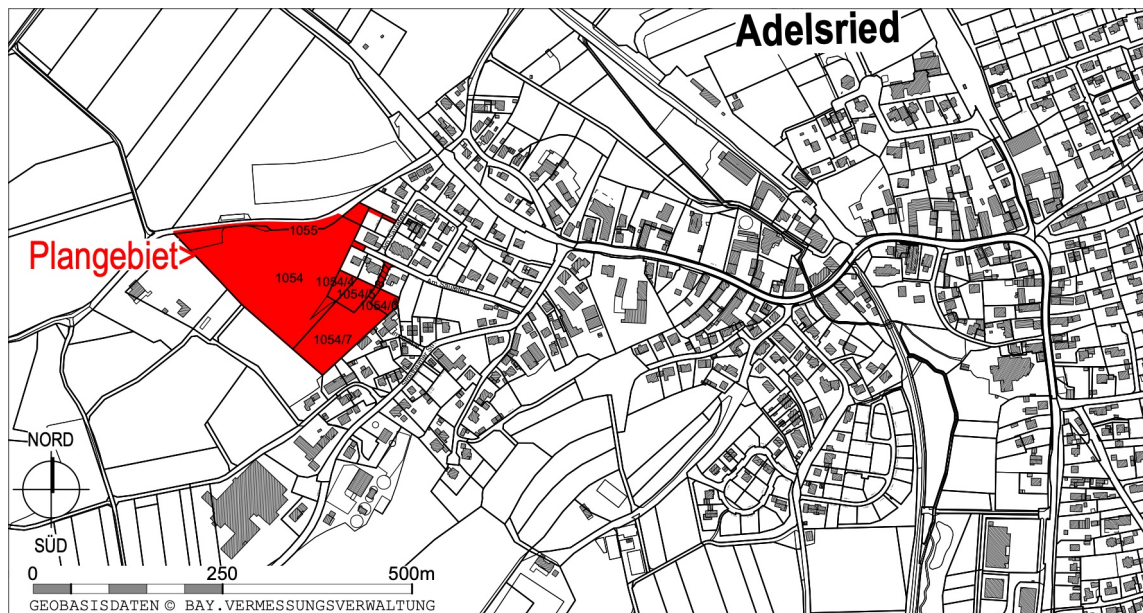 Adelsried
Plangebiet
1055
1054
1054/4
1054/5
1054/6
1054/7
NORD
SÜD
0 250 500m
GEOBASISDATEN © BAY.VERMESSUNGSVERWALTUNG